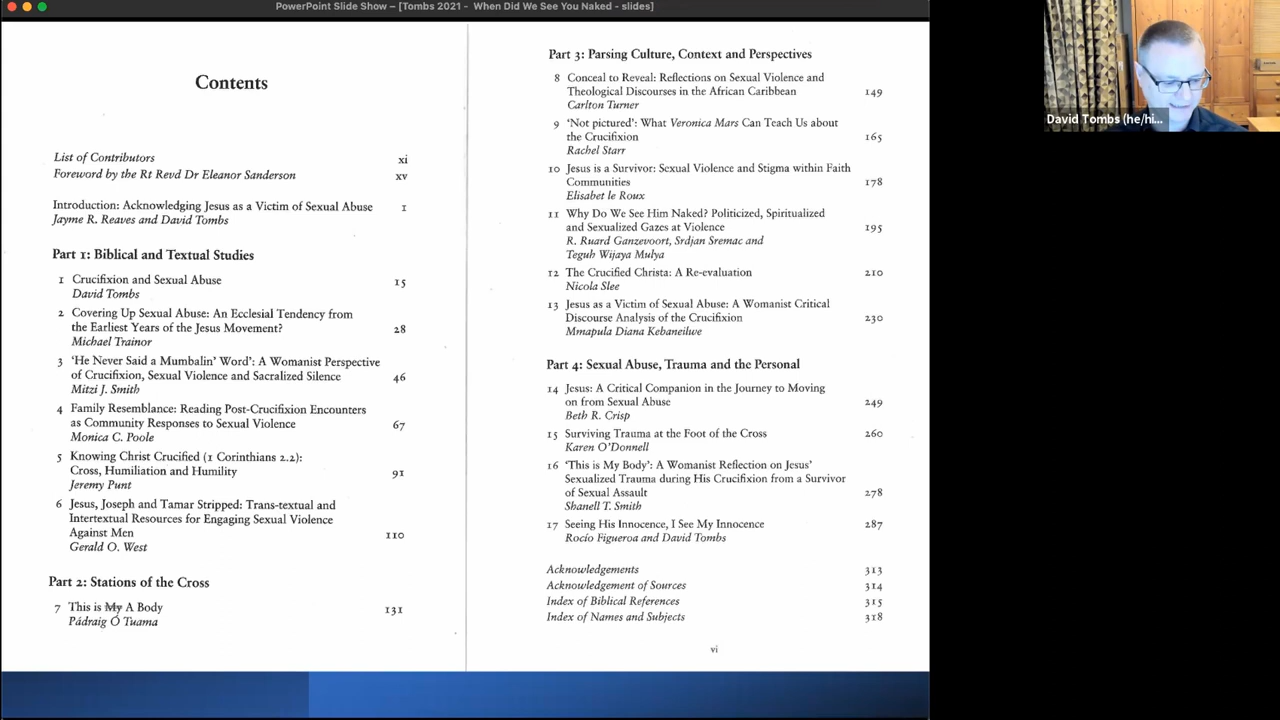 PowerPoint Slide Show – [Tombs 2021 - When Did We See You Naked - slides]
Contents
List of Contributors xi
Foreword by the Rt Revd Dr Eleanor Sanderson xv
Introduction: Acknowledging Jesus as a Victim of Sexual Abuse 1
Jayme R. Reaves and David Tombs
Part 1: Biblical and Textual Studies
1 Crucifixion and Sexual Abuse 15
David Tombs
2 Covering Up Sexual Abuse: An Ecclesial Tendency from
the Earliest Years of the Jesus Movement? 28
Michael Trainor
3 ‘He Never Said a Mumbalin’ Word’: A Womanist Perspective
of Crucifixion, Sexual Violence and Sacralized Silence 46
Mitzi J. Smith
4 Family Resemblance: Reading Post-Crucifixion Encounters
as Community Responses to Sexual Violence 67
Monica C. Poole
5 Knowing Christ Crucified (1 Corinthians 2.2):
Cross, Humiliation and Humility 91
Jeremy Punt
6 Jesus, Joseph and Tamar Stripped: Trans-textual and
Intertextual Resources for Engaging Sexual Violence
Against Men 110
Gerald O. West
Part 2: Stations of the Cross
7 This is My A Body 131
Pádraig Ó Tuama
Part 3: Parsing Culture, Context and Perspectives
8 Conceal to Reveal: Reflections on Sexual Violence and
Theological Discourses in the African Caribbean 149
Carlton Turner
9 ‘Not pictured’: What Veronica Mars Can Teach Us about
the Crucifixion 165
Rachel Starr
10 Jesus is a Survivor: Sexual Violence and Stigma within Faith
Communities 178
Elisabet le Roux
11 Why Do We See Him Naked? Politicized, Spiritualized
and Sexualized Gazes at Violence 195
R. Ruard Ganzevoort, Srdjan Sremac and
Teguh Wijaya Mulya
12 The Crucified Christa: A Re-evaluation 210
Nicola Slee
13 Jesus as a Victim of Sexual Abuse: A Womanist Critical
Discourse Analysis of the Crucifixion 230
Mmapula Diana Kebaneilwe
Part 4: Sexual Abuse, Trauma and the Personal
14 Jesus: A Critical Companion in the Journey to Moving
on from Sexual Abuse 249
Beth R. Crisp
15 Surviving Trauma at the Foot of the Cross 260
Karen O’Donnell
16 ‘This is My Body’: A Womanist Reflection on Jesus’
Sexualized Trauma during His Crucifixion from a Survivor
of Sexual Assault 278
Shanell T. Smith
17 Seeing His Innocence, I See My Innocence 287
Rocío Figueroa and David Tombs
Acknowledgements 313
Acknowledgement of Sources 314
Index of Biblical References 315
Index of Names and Subjects 318
vi
David Tombs (he/hi...